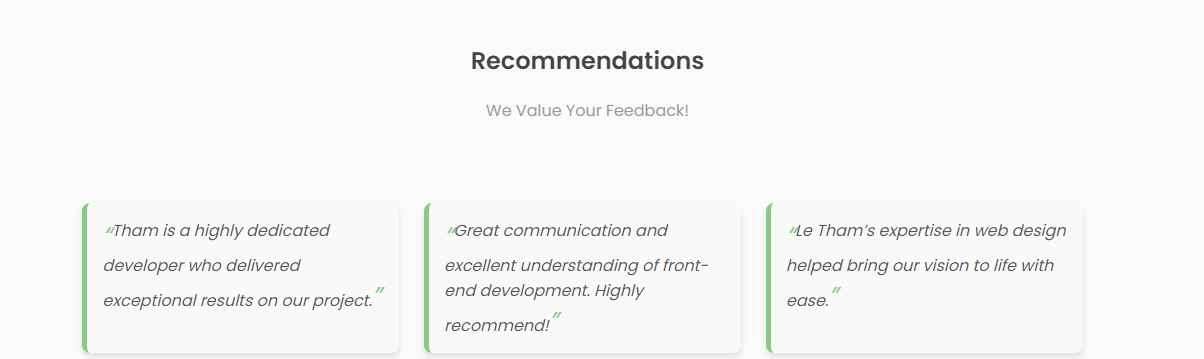 Recommendations
We Value Your Feedback!
“Tham is a highly dedicated
developer who delivered
exceptional results on our project.”
“Great communication and
excellent understanding of front-
end development. Highly
recommend!”
“Le Tham’s expertise in web design
helped bring our vision to life with
ease.”